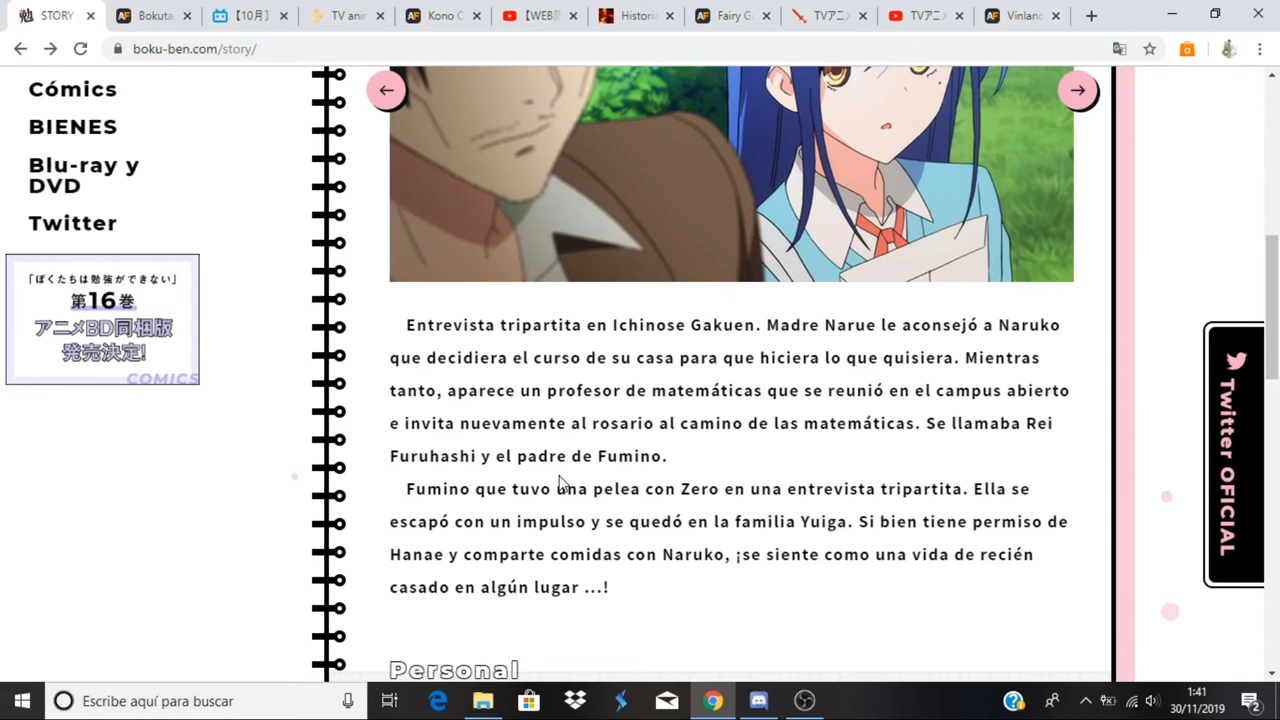 STORY
Bokuta
【10月】
TV anim
Kono C
【WEB限
Historia
Fairy G
TVアニメ
TVアニ
Vinlanc
boku-ben.com/story/
Cómics
BIENES
Blu-ray y
DVD
Twitter
「ぼくたちは勉強ができない」
第16巻
アニメBD同梱版
発売決定!
COMICS
Entrevista tripartita en Ichinose Gakuen. Madre Narue le aconsejó a Naruko
que decidiera el curso de su casa para que hiciera lo que quisiera. Mientras
tanto, aparece un profesor de matemáticas que se reunió en el campus abierto
e invita nuevamente al rosario al camino de las matemáticas. Se llamaba Rei
Furuhashi y el padre de Fumino.
Fumino que tuvo una pelea con Zero en una entrevista tripartita. Ella se
escapó con un impulso y se quedó en la familia Yuiga. Si bien tiene permiso de
Hanae y comparte comidas con Naruko, ¡se siente como una vida de recién
casado en algún lugar ...!
Personal
Twitter OFICIAL
Escribe aquí para buscar
1:41
30/11/2019
2